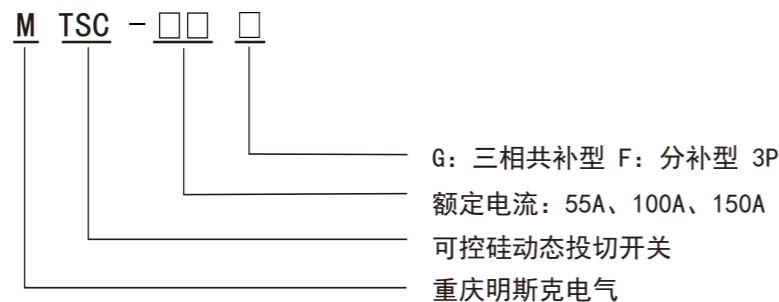 M TSC - □□ □
G: 三相共补型 F: 分补型 3P
额定电流: 55A、100A、150A
可控硅动态投切开关
重庆明斯克电气